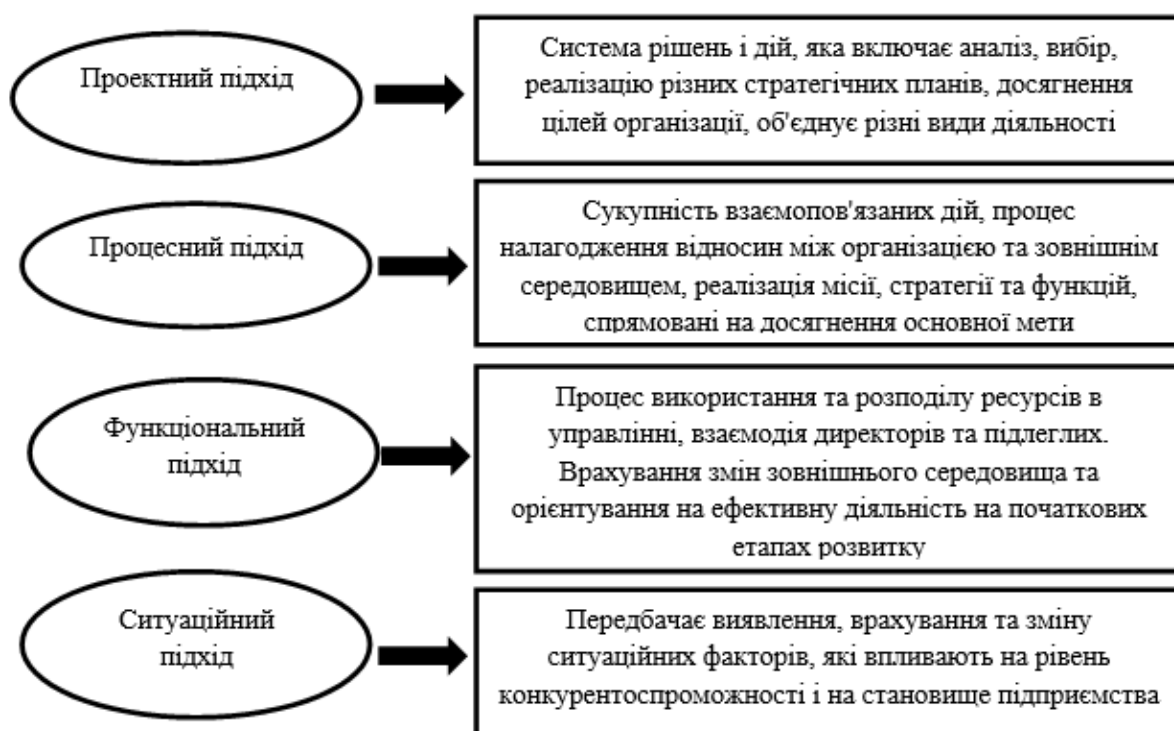 Проектний підхід
Система рішень і дій, яка включає аналіз, вибір,
реалізацію різних стратегічних планів, досягнення
цілей організації, об'єднує різні види діяльності
Процесний підхід
Сукупність взаємопов'язаних дій, процес
налагодження відносин між організацією та зовнішнім
середовищем, реалізація місії, стратегії та функцій,
спрямовані на досягнення основної мети
Функціональний
підхід
Процес використання та розподілу ресурсів в
управлінні, взаємодія директорів та підлеглих.
Врахування змін зовнішнього середовища та
орієнтування на ефективну діяльність на початкових
етапах розвитку
Ситуаційний
підхід
Передбачає виявлення, врахування та зміну
ситуаційних факторів, які впливають на рівень
конкурентоспроможності і на становище підприємства